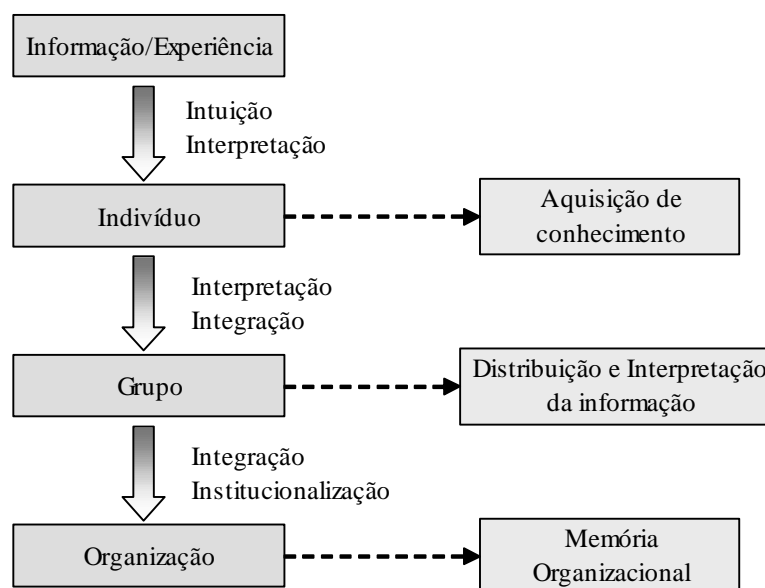 Informação/Experiência
Intuição
Interpretação
Indivíduo
Aquisição de
conhecimento
Interpretação
Integração
Grupo
Distribuição e Interpretação
da informação
Integração
Institucionalização
Organização
Memória
Organizacional